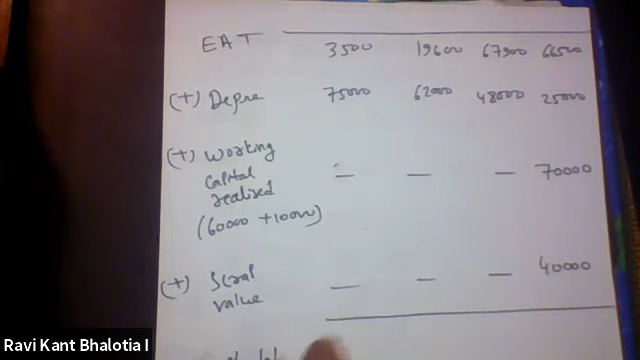 EAT 3500 19600 67900 66500
(+) Depre 75000 62000 48000 25000
(+) Working
capital
realised — — — 70000
(60000 + 10000)
(+) Scrap
value — — — 40000
Ravi Kant Bhalotia I